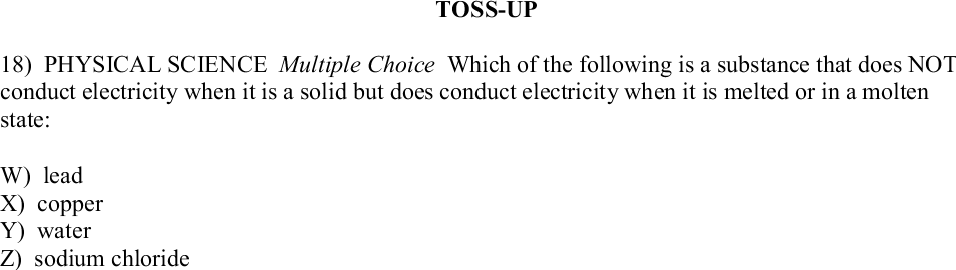 TOSS-UP
18) PHYSICAL SCIENCE Multiple Choice Which of the following is a substance that does NOT
conduct electricity when it is a solid but does conduct electricity when it is melted or in a molten
state:
W) lead
X) copper
Y) water
Z) sodium chloride